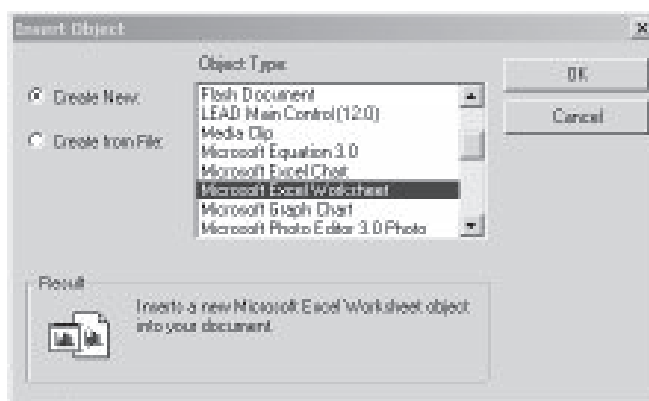 Insert Object
Object Type:
Create New:
Create from File:
Flash Document
LEAD Main Control (12.0)
Media Clip
Microsoft Equation 3.0
Microsoft Excel Chart
Microsoft Excel Worksheet
Microsoft Graph Chart
Microsoft Photo Editor 3.0 Photo
OK
Cancel
Result
Inserts a new Microsoft Excel Worksheet object
into your document.